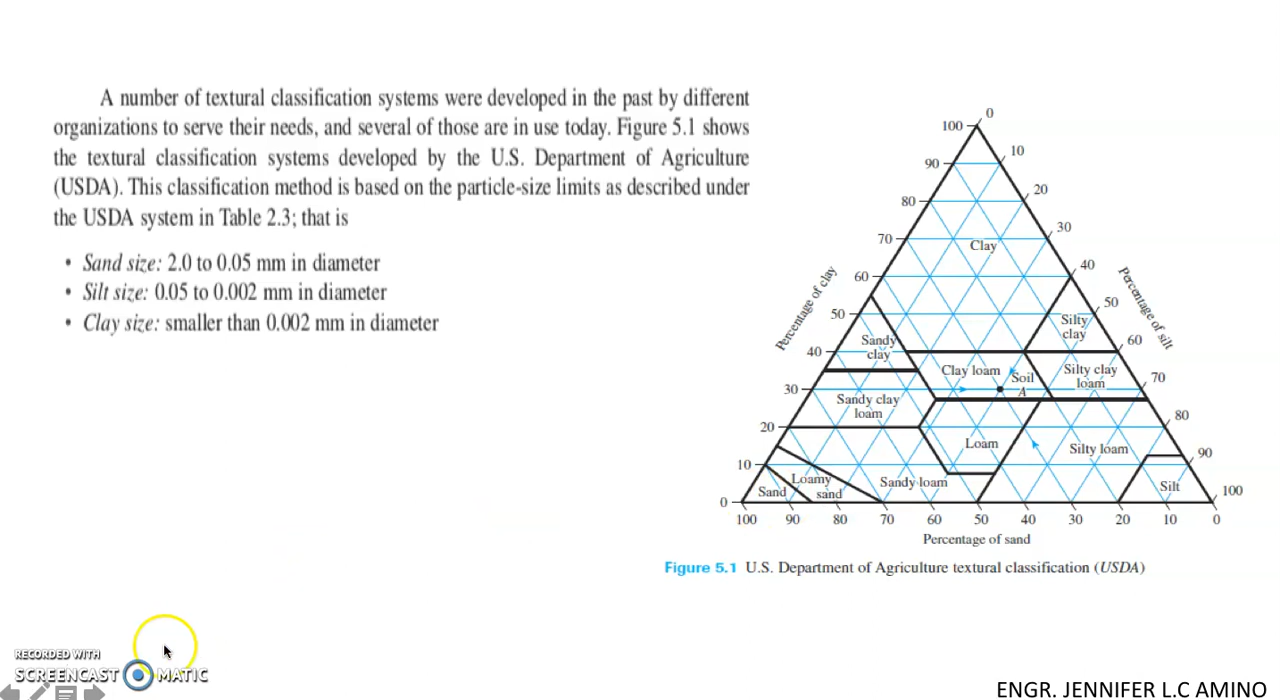 A number of textural classification systems were developed in the past by different
organizations to serve their needs, and several of those are in use today. Figure 5.1 shows
the textural classification systems developed by the U.S. Department of Agriculture
(USDA). This classification method is based on the particle-size limits as described under
the USDA system in Table 2.3; that is
• Sand size: 2.0 to 0.05 mm in diameter
• Silt size: 0.05 to 0.002 mm in diameter
• Clay size: smaller than 0.002 mm in diameter
0
100
10
90
20
80
30
70
Clay
40
60
Percentage of clay
Percentage of silt
50
50
Silty
clay
60
Sandy
clay
40
Clay loam
Soil
A
Silty clay
loam
70
30
Sandy clay
loam
80
20
Loam
Silty loam
90
10
Loamy
sand
Sand
Sandy loam
Silt
100
0
100 90 80 70 60 50 40 30 20 10 0
Percentage of sand
Figure 5.1 U.S. Department of Agriculture textural classification (USDA)
RECORDED WITH
SCREENCAST MATIC
ENGR. JENNIFER L.C AMINO